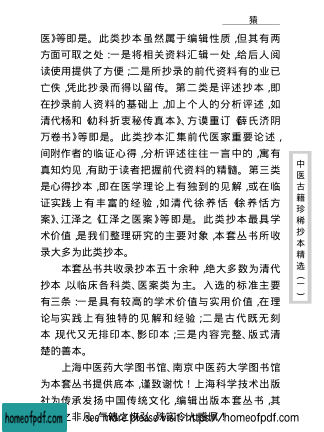 猿
医》等即是。此类抄本虽然属于编辑性质,但其有两
方面可取之处:一是将相关资料汇辑一处,给后人阅
读使用提供了方便;二是所抄录的前代资料有的业已
亡佚,凭此抄录而得以留传。第二类是评述抄本,即
在抄录前人资料的基础上,加上个人的分析评述,如
清代杨和《幼科折衷秘传真本》、方谟重订《薛氏济阴
万卷书》等即是。此类抄本汇集前代医家重要论述,
间附作者的临证心得,分析评述往往一言中的,寓有
真知灼见,有助于读者把握前代资料的精髓。第三类
是心得抄本,即在医学理论上有独到的见解,或在临
证实践上有丰富的经验,如清代徐养恬《徐养恬方
案》、江泽之《江泽之医案》等即是。此类抄本最具学
术价值,是我们整理研究的主要对象,本套丛书所收
录大多为此类抄本。
本套丛书共收录抄本五十余种,绝大多数为清代
抄本,以临床各科类、医案类为主。入选的标准主要
有三条:一是具有较高的学术价值与实用价值,在理
论与实践上有独特的见解和经验;二是古代既无刻
本,现代又无排印本、影印本;三是内容完整、版式清
楚的善本。
上海中医药大学图书馆、南京中医药大学图书馆
为本套丛书提供底本,谨致谢忱!上海科学技术出版
社为传承发扬中国传统文化,编辑出版本套丛书,其
中医古籍珍稀抄本精选(一)
homeofpdf.com
see more please visit: https://homeofpdf.com